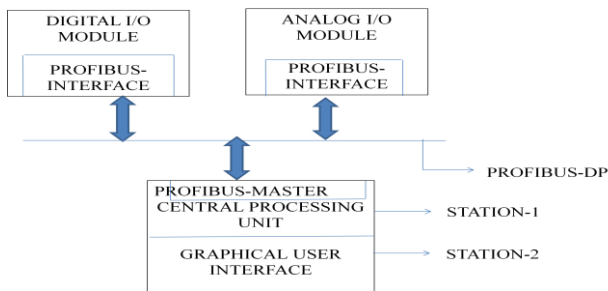 DIGITAL I/O
MODULE
PROFIBUS-
INTERFACE
ANALOG I/O
MODULE
PROFIBUS-
INTERFACE
PROFIBUS-DP
PROFIBUS-MASTER
CENTRAL PROCESSING
UNIT
STATION-1
GRAPHICAL USER
INTERFACE
STATION-2